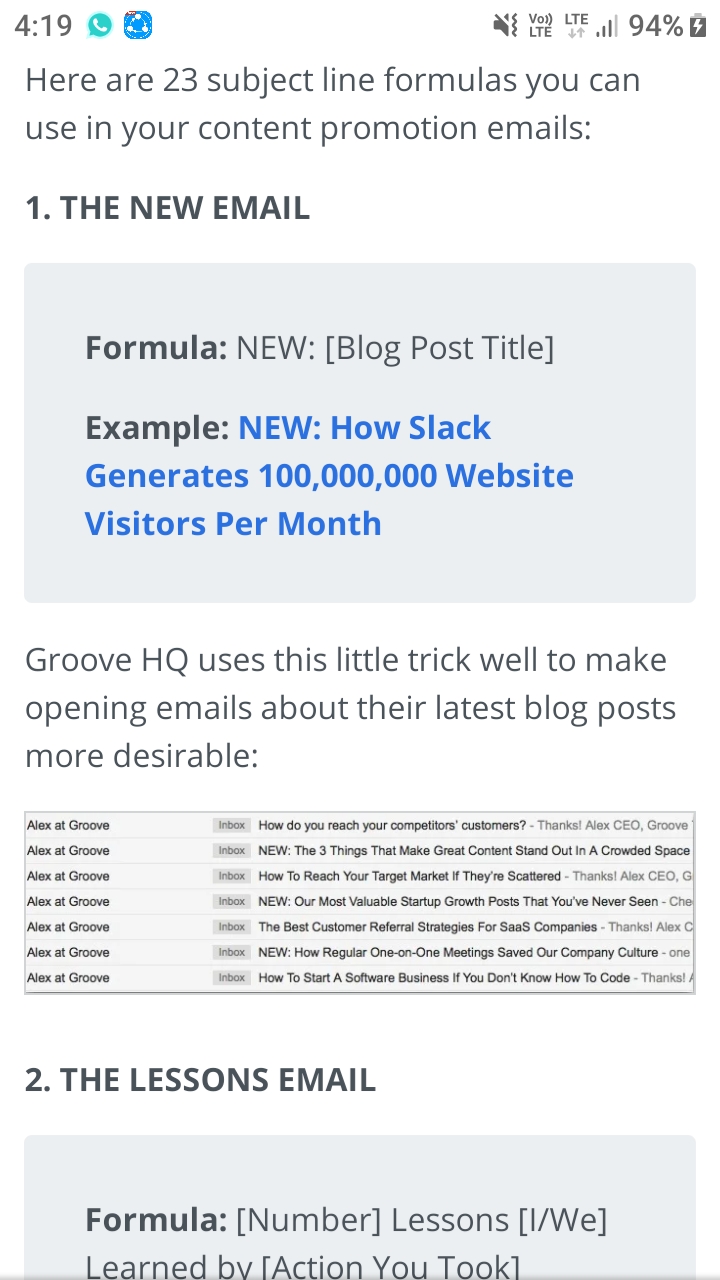 4:19
Vo)) LTE LTE 94%
Here are 23 subject line formulas you can
use in your content promotion emails:
1. THE NEW EMAIL
Formula: NEW: [Blog Post Title]
Example: NEW: How Slack
Generates 100,000,000 Website
Visitors Per Month
Groove HQ uses this little trick well to make
opening emails about their latest blog posts
more desirable:
Alex at Groove Inbox How do you reach your competitors' customers? - Thanks! Alex CEO, Groove
Alex at Groove Inbox NEW: The 3 Things That Make Great Content Stand Out In A Crowded Space
Alex at Groove Inbox How To Reach Your Target Market If They're Scattered - Thanks! Alex CEO, G
Alex at Groove Inbox NEW: Our Most Valuable Startup Growth Posts That You've Never Seen - Che
Alex at Groove Inbox The Best Customer Referral Strategies For SaaS Companies - Thanks! Alex C
Alex at Groove Inbox NEW: How Regular One-on-One Meetings Saved Our Company Culture - one
Alex at Groove Inbox How To Start A Software Business If You Don't Know How To Code - Thanks!
2. THE LESSONS EMAIL
Formula: [Number] Lessons [I/We]
Learned by [Action You Took]